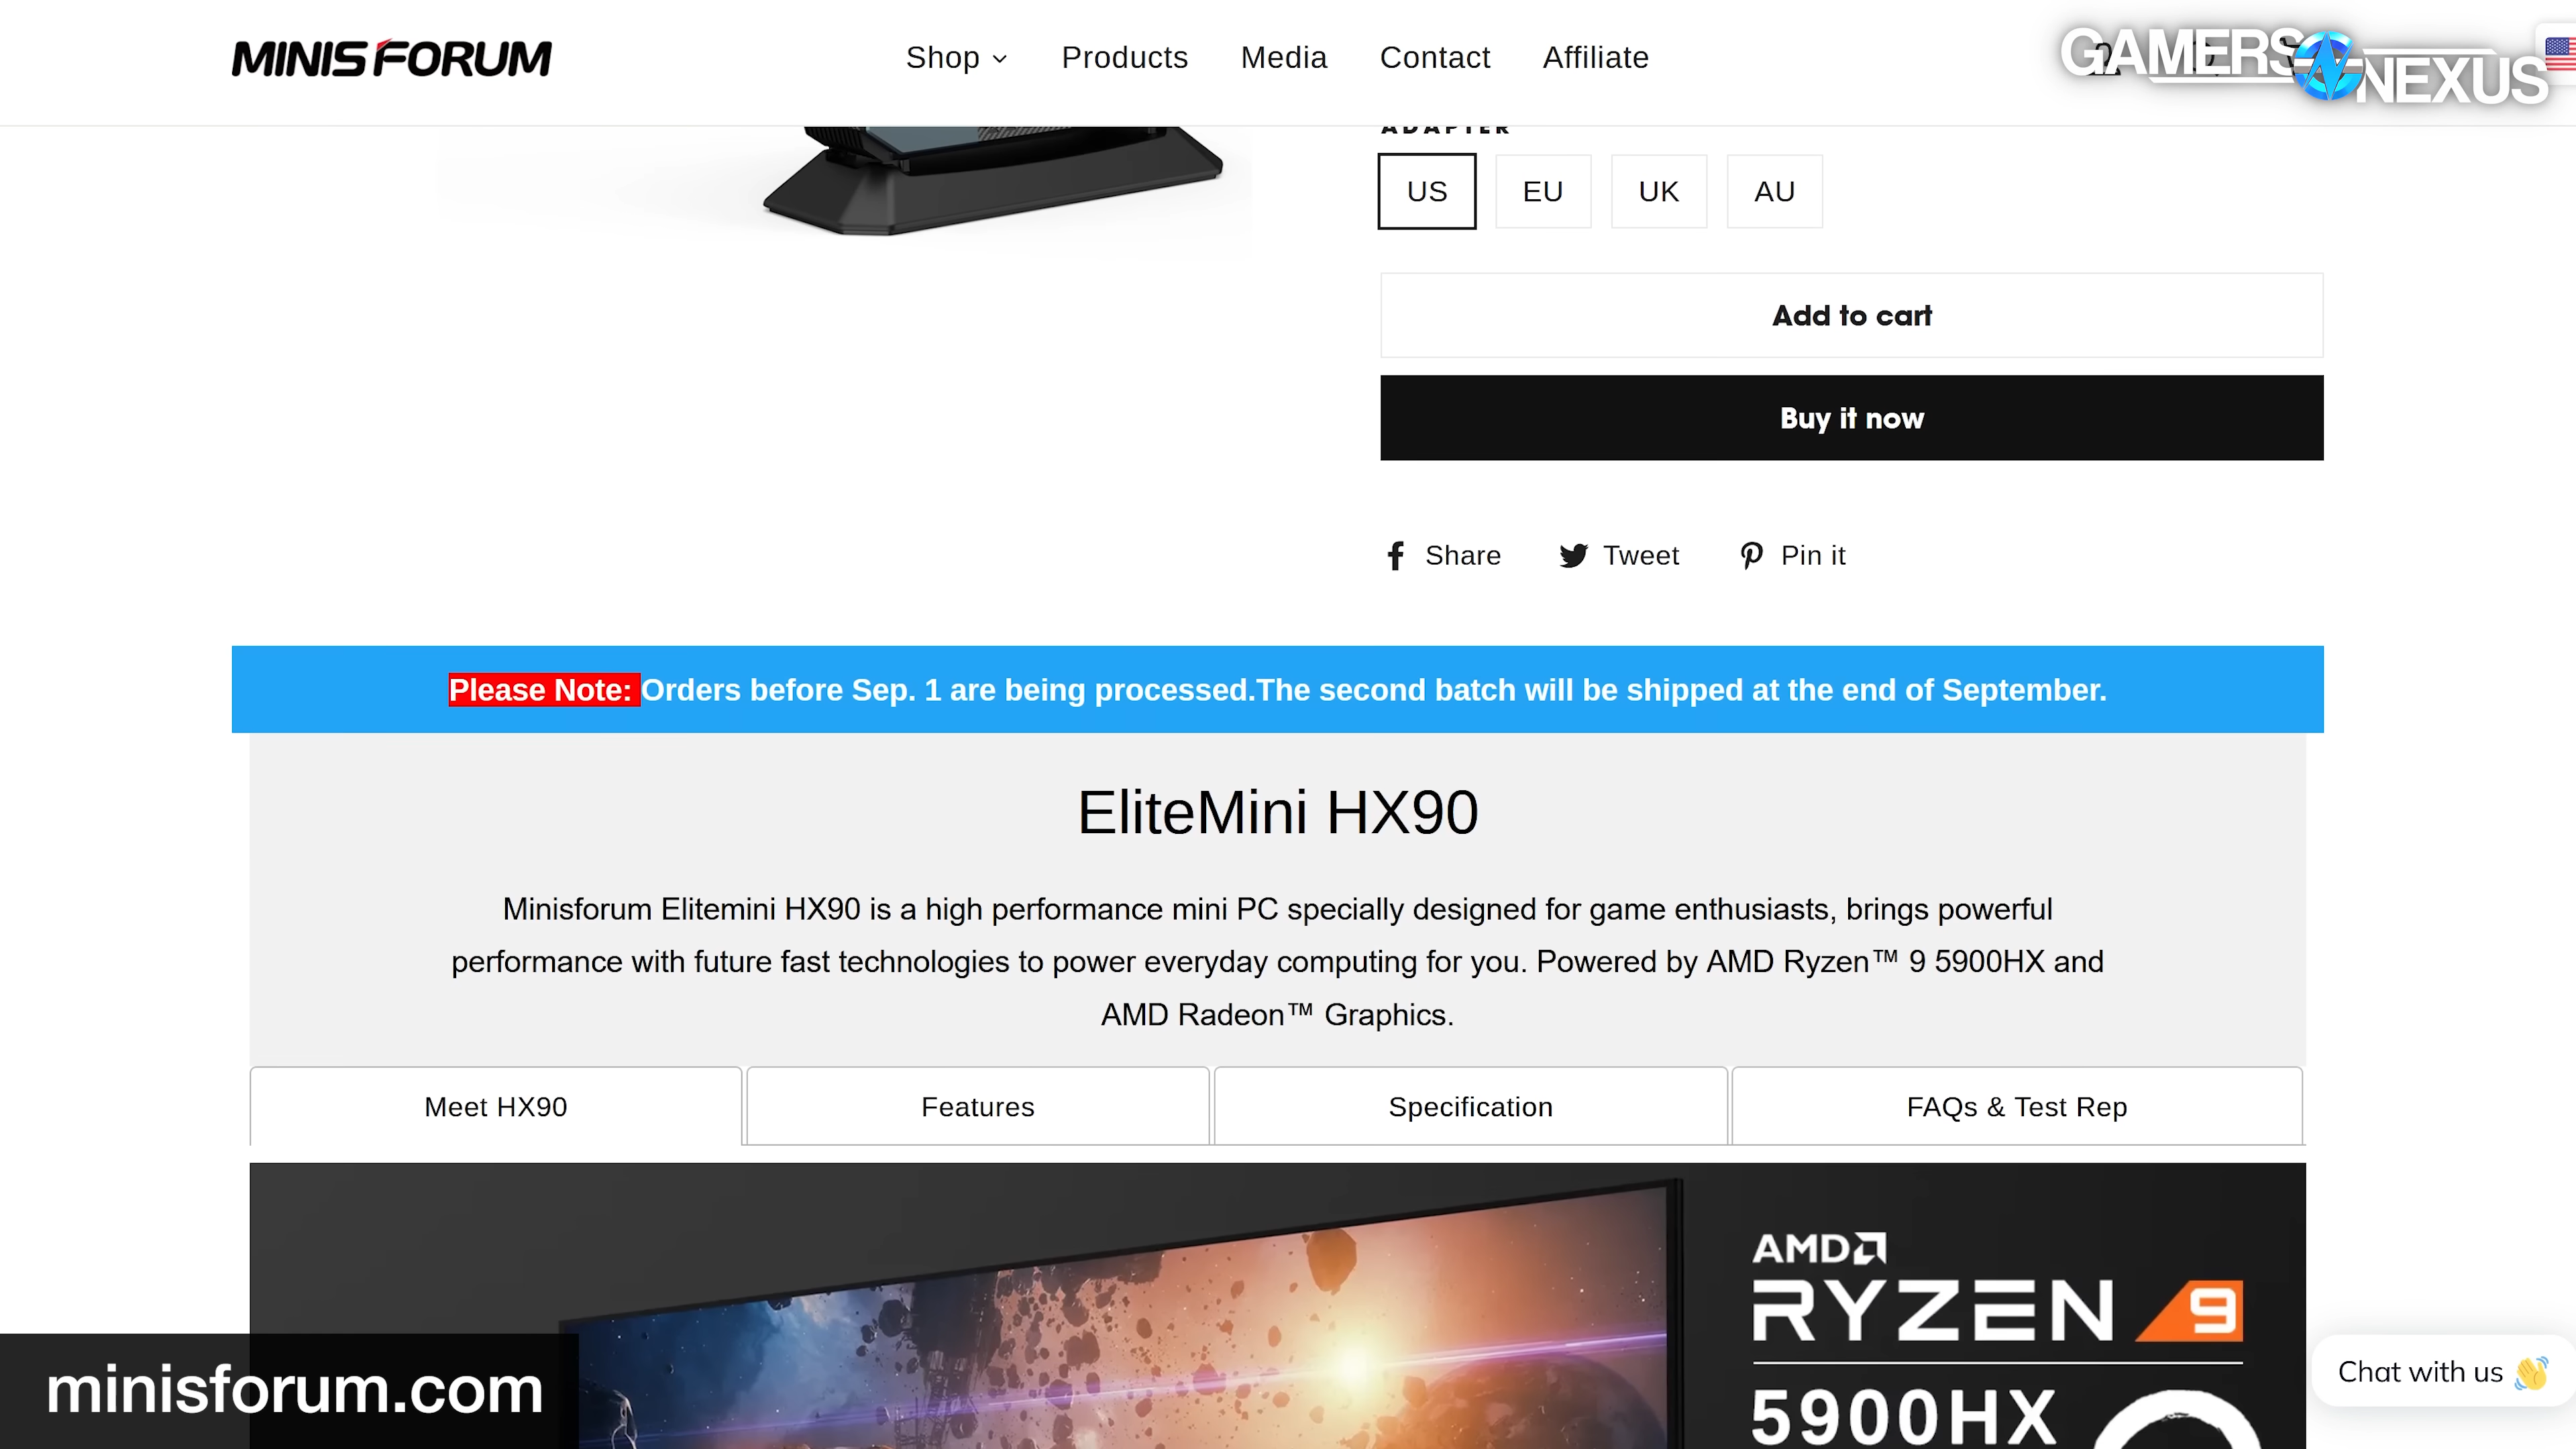 MINISFORUM
Shop
Products
Media
Contact
Affiliate
GAMERS NEXUS
ADAPTER
US
EU
UK
AU
Add to cart
Buy it now
Share
Tweet
Pin it
Please Note: Orders before Sep. 1 are being processed.The second batch will be shipped at the end of September.
EliteMini HX90
Minisforum Elitemini HX90 is a high performance mini PC specially designed for game enthusiasts, brings powerful
performance with future fast technologies to power everyday computing for you. Powered by AMD Ryzen™ 9 5900HX and
AMD Radeon™ Graphics.
Meet HX90
Features
Specification
FAQs & Test Rep
AMD
RYZEN 9
5900HX
minisforum.com
Chat with us 👋